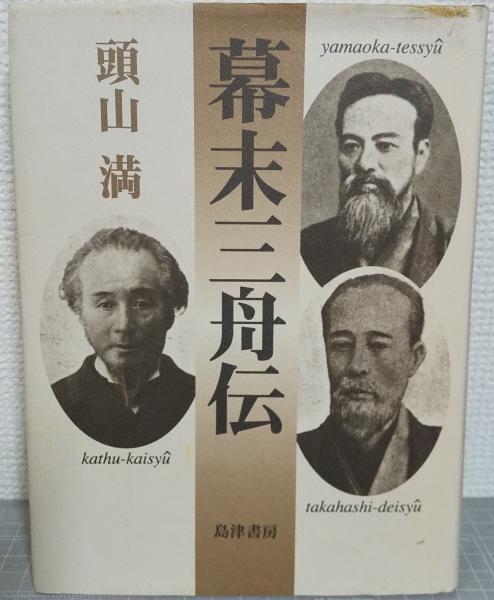 頭山 満
幕末三舟伝
yamaoka-tessyû
kathu-kaisyû
takahashi-deisyû
島津書房